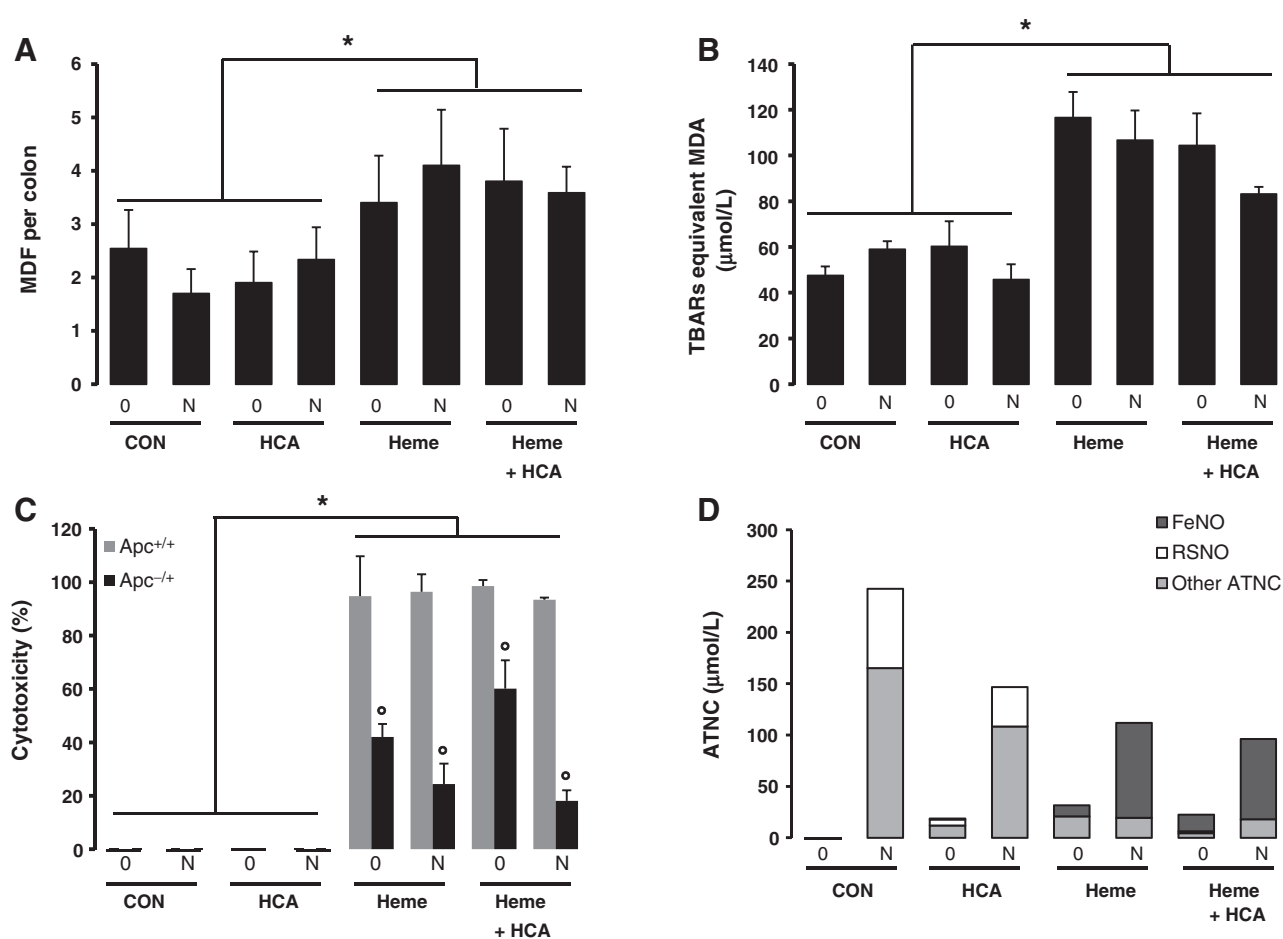 A
*
MDF per colon
6
5
4
3
2
1
0
0 N 0 N 0 N 0 N
CON HCA Heme Heme
+ HCA
B
*
TBARs equivalent MDA
(μmol/L)
140
120
100
80
60
40
20
0
0 N 0 N 0 N 0 N
CON HCA Heme Heme
+ HCA
C
*
Cytotoxicity (%)
120
100
80
60
40
20
0
Apc+/+
Apc–/+
0 N 0 N 0 N 0 N
CON HCA Heme Heme
+ HCA
D
ATNC (μmol/L)
300
250
200
150
100
50
0
FeNO
RSNO
Other ATNC
0 N 0 N 0 N 0 N
CON HCA Heme Heme
+ HCA